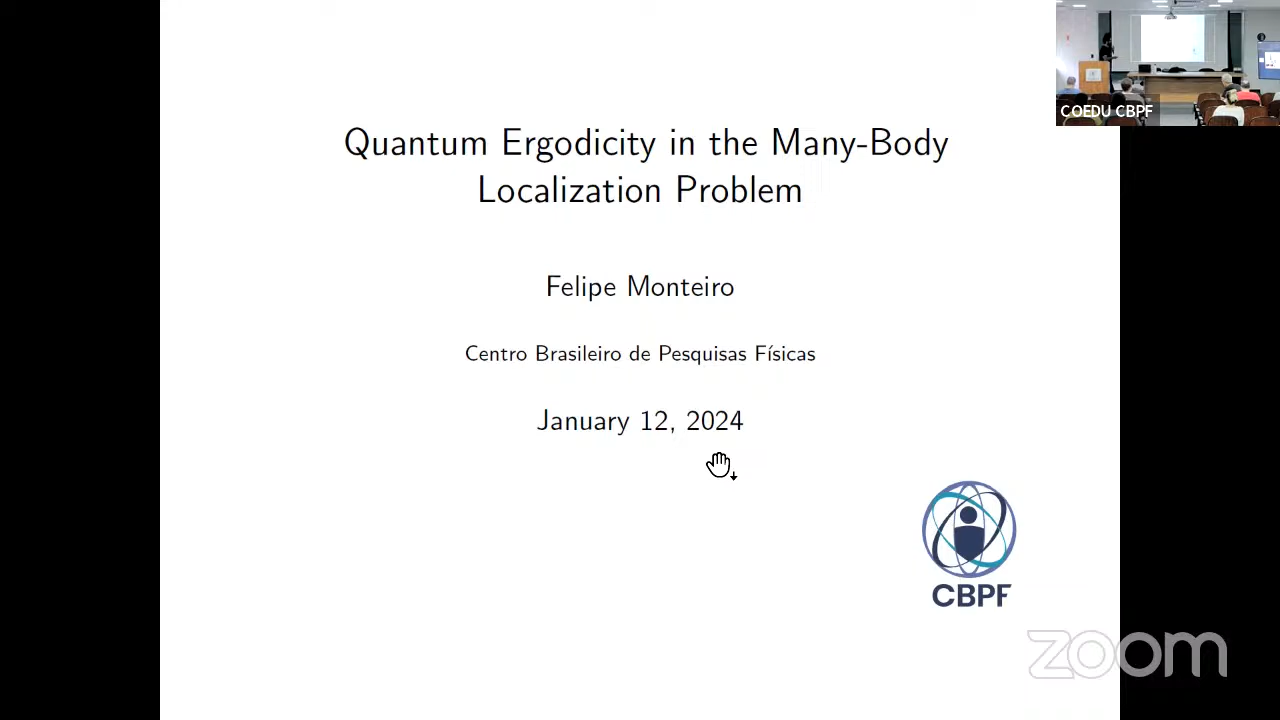 COEDU CBPF
Quantum Ergodicity in the Many-Body
Localization Problem
Felipe Monteiro
Centro Brasileiro de Pesquisas Físicas
January 12, 2024
CBPF
zoom